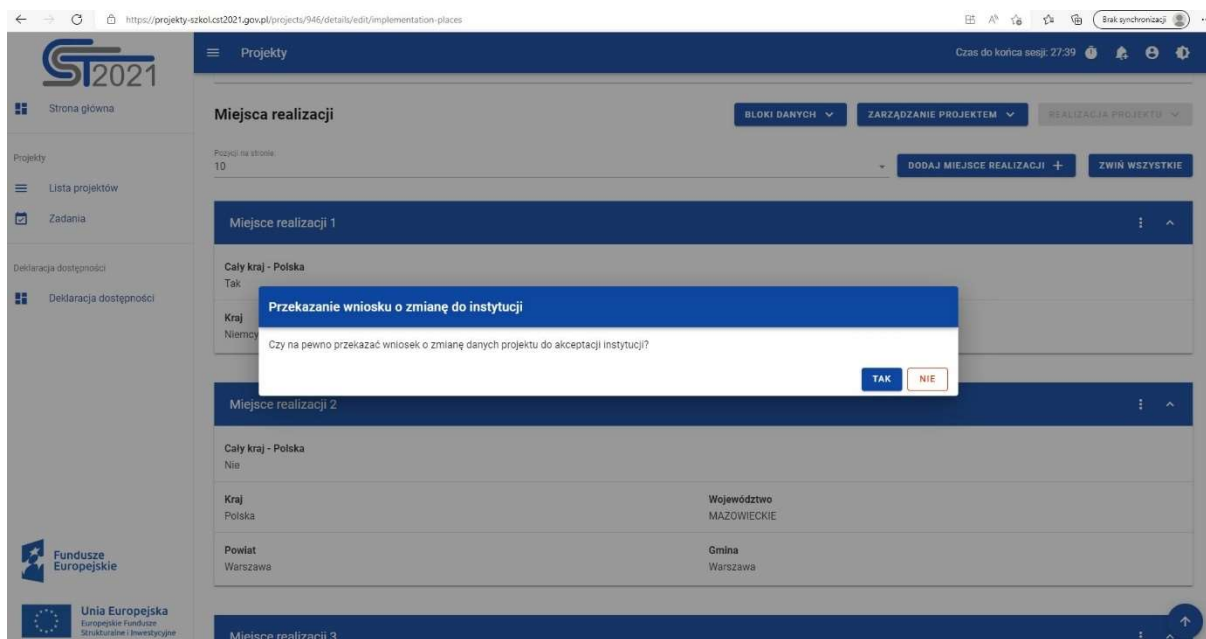 https://projekty-szkol.cst2021.gov.pl/projects/946/details/edit/implementation-places
Brak synchronizacji
ST2021
Projekty
Czas do końca sesji: 27:39
Strona główna
Projekty
Lista projektów
Zadania
Deklaracja dostępności
Deklaracja dostępności
Miejsca realizacji
BLOKI DANYCH
ZARZĄDZANIE PROJEKTEM
REALIZACJA PROJEKTU
Pozycji na stronie:
10
DODAJ MIEJSCE REALIZACJI +
ZWIŃ WSZYSTKIE
Miejsce realizacji 1
Cały kraj - Polska
Tak
Kraj
Niemcy
Przekazanie wniosku o zmianę do instytucji
Czy na pewno przekazać wniosek o zmianę danych projektu do akceptacji instytucji?
TAK
NIE
Miejsce realizacji 2
Cały kraj - Polska
Nie
Kraj
Województwo
Polska
MAZOWIECKIE
Powiat
Gmina
Warszawa
Warszawa
Miejsce realizacji 3
Fundusze
Europejskie
Unia Europejska
Europejskie Fundusze
Strukturalne i Inwestycyjne